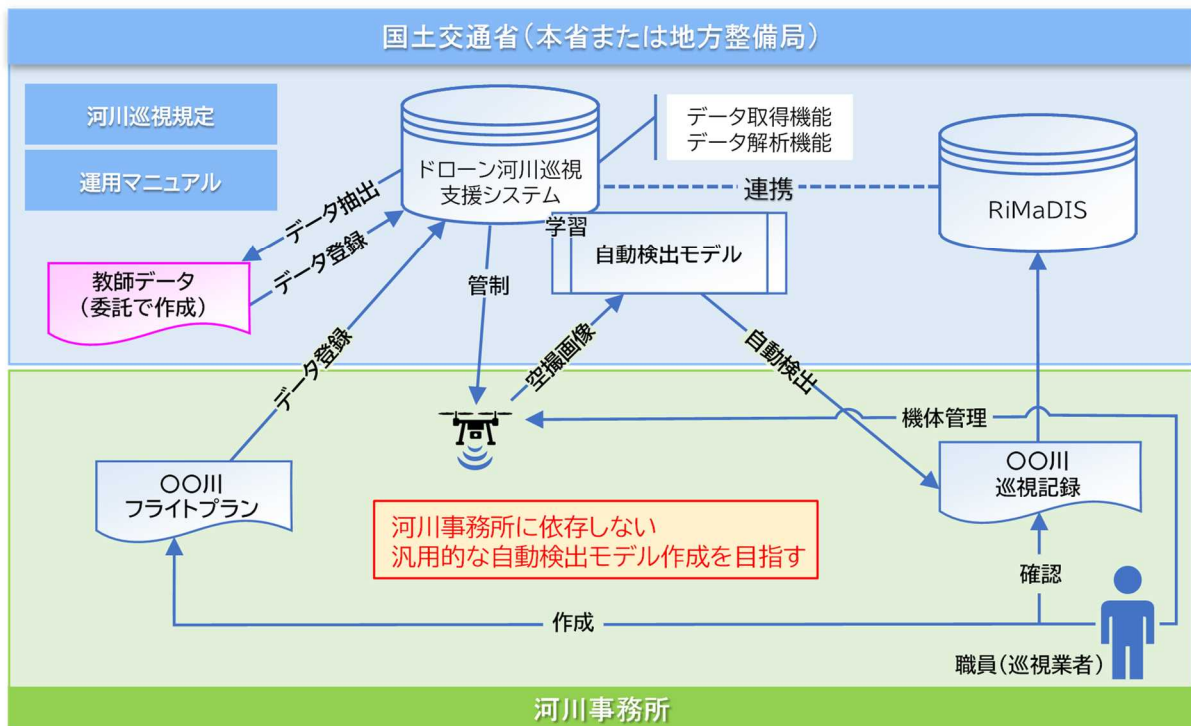 国土交通省（本省または地方整備局）
河川巡視規定
運用マニュアル
ドローン河川巡視
支援システム
データ取得機能
データ解析機能
連携
RiMaDIS
データ抽出
データ登録
学習
自動検出モデル
教師データ
（委託で作成）
管制
データ登録
空撮画像
自動検出
機体管理
〇〇川
フライトプラン
〇〇川
巡視記録
河川事務所に依存しない
汎用的な自動検出モデル作成を目指す
確認
作成
職員（巡視業者）
河川事務所